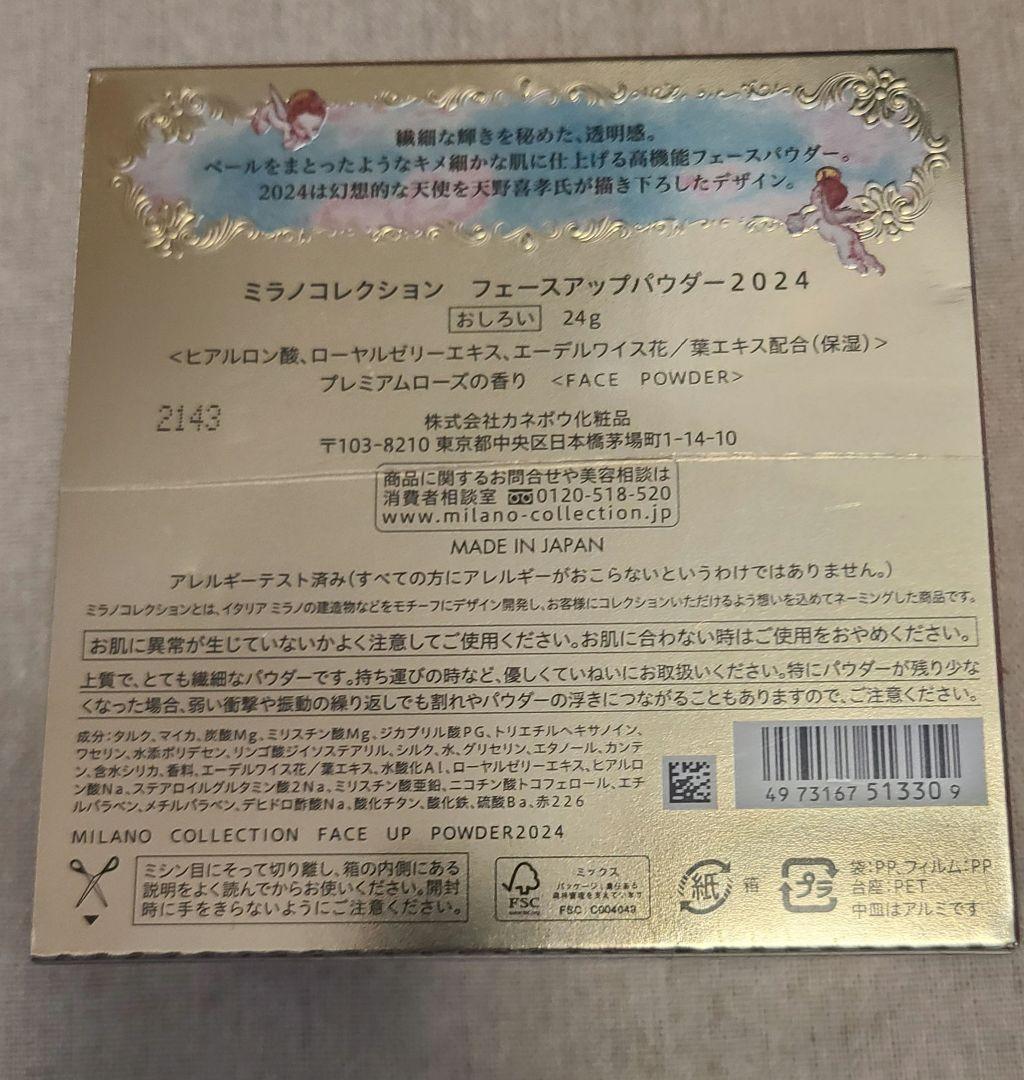 繊細な輝きを秘めた、透明感。
ベールをまとったようなキメ細かな肌に仕上げる高機能フェースパウダー。
2024は幻想的な天使を天野喜孝氏が描き下ろしたデザイン。
ミラノコレクション　フェースアップパウダー2024
おしろい 24g
<ヒアルロン酸、ローヤルゼリーエキス、エーデルワイス花／葉エキス配合(保湿)>
プレミアムローズの香り　<FACE　POWDER>
2143
株式会社カネボウ化粧品
〒103-8210 東京都中央区日本橋茅場町1-14-10
商品に関するお問合せや美容相談は
消費者相談室 0120-518-520
www.milano-collection.jp
MADE IN JAPAN
アレルギーテスト済み(すべての方にアレルギーがおこらないというわけではありません。)
ミラノコレクションとは、イタリア ミラノの建造物などをモチーフにデザイン開発し、お客様にコレクションいただけるよう想いを込めてネーミングした商品です。
お肌に異常が生じていないかよく注意してご使用ください。お肌に合わない時はご使用をおやめください。
上質で、とても繊細なパウダーです。持ち運びの時など、優しくていねいにお取扱いください。特にパウダーが残り少な
くなった場合、弱い衝撃や振動の繰り返しでも割れやパウダーの浮きにつながることもありますので、ご注意ください。
成分：タルク、マイカ、炭酸Mg、ミリスチン酸Mg、ジカプリル酸PG、トリエチルヘキサノイン、
ワセリン、水添ポリデセン、リンゴ酸ジイソステアリル、シルク、水、グリセリン、エタノール、カンテ
ン、含水シリカ、香料、エーデルワイス花／葉エキス、水酸化Al、ローヤルゼリーエキス、ヒアルロ
ン酸Na、ステアロイルグルタミン酸2Na、ミリスチン酸亜鉛、ニコチン酸トコフェロール、エチ
ルパラベン、メチルパラベン、デヒドロ酢酸Na、酸化チタン、酸化鉄、硫酸Ba、赤226
4973167513309
MILANO　COLLECTION　FACE　UP　POWDER2024
ミシン目にそって切り離し、箱の内側にある
説明をよく読んでからお使いください。開封
時に手をきらないようにご注意ください。
FSC
www.fsc.org
ミックス
パッケージ｜責任ある
森林管理を支えています
FSC C004043
紙 箱
プラ
袋：PP、フィルム：PP
台座：PET
中皿はアルミです